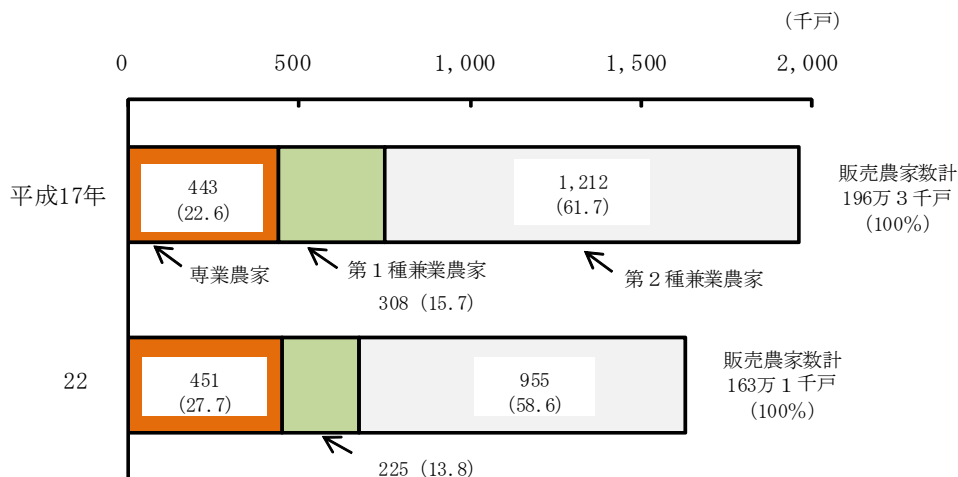 （千戸）
0
500
1,000
1,500
2,000
平成17年
443
(22.6)
1,212
(61.7)
販売農家数計
196万３千戸
(100%)
専業農家
第１種兼業農家
308 (15.7)
第２種兼業農家
22
451
(27.7)
955
(58.6)
販売農家数計
163万１千戸
(100%)
225 (13.8)